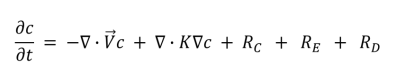 ∂c/∂t = −∇ · V⃗c + ∇ · K∇c + R_C + R_E + R_D